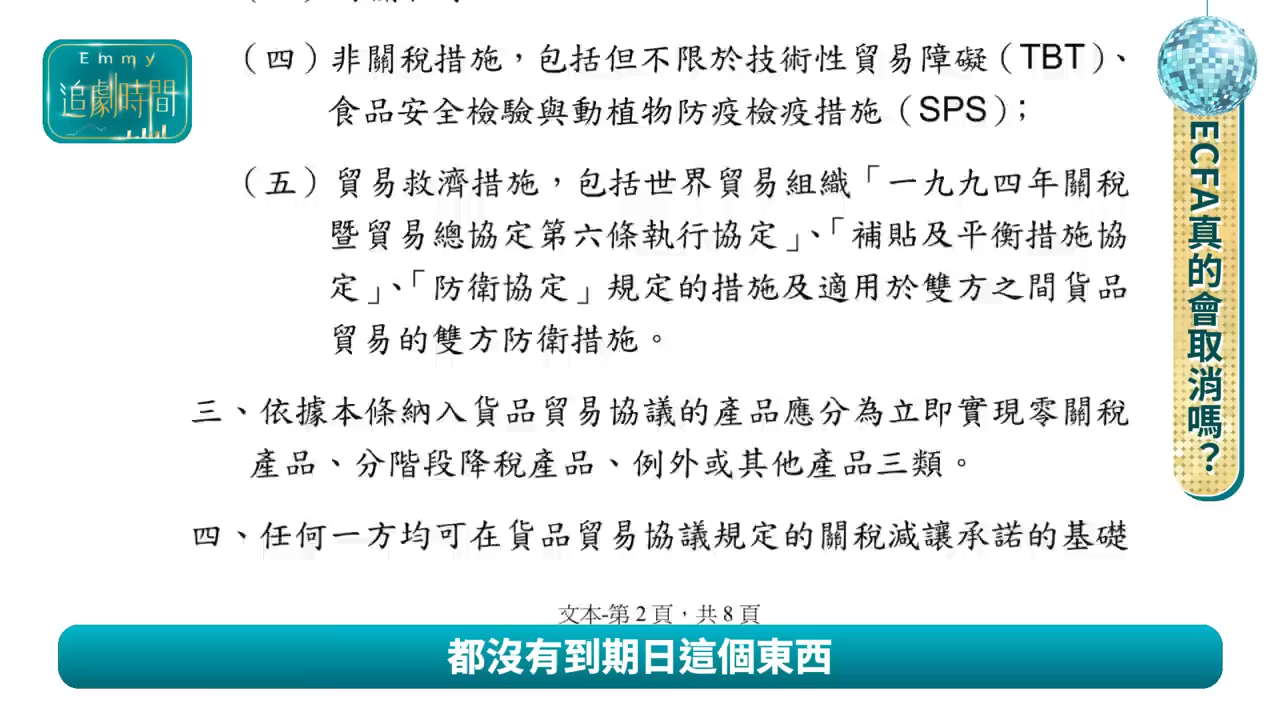 Emmy
追劇時間
（四）非關稅措施，包括但不限於技術性貿易障礙（TBT）、
食品安全檢驗與動植物防疫檢疫措施（SPS）；
（五）貿易救濟措施，包括世界貿易組織「一九九四年關稅
暨貿易總協定第六條執行協定」、「補貼及平衡措施協
定」、「防衛協定」規定的措施及適用於雙方之間貨品
貿易的雙方防衛措施。
三、依據本條納入貨品貿易協議的產品應分為立即實現零關稅
產品、分階段降稅產品、例外或其他產品三類。
四、任何一方均可在貨品貿易協議規定的關稅減讓承諾的基礎
文本-第 2 頁，共 8 頁
ECFA真的會取消嗎？
都沒有到期日這個東西